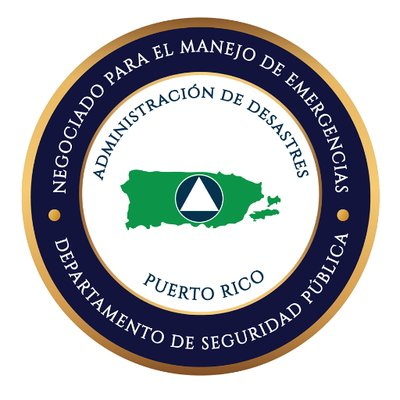 NEGOCIADO PARA EL MANEJO DE EMERGENCIAS
ADMINISTRACIÓN DE DESASTRES
PUERTO RICO
DEPARTAMENTO DE SEGURIDAD PÚBLICA